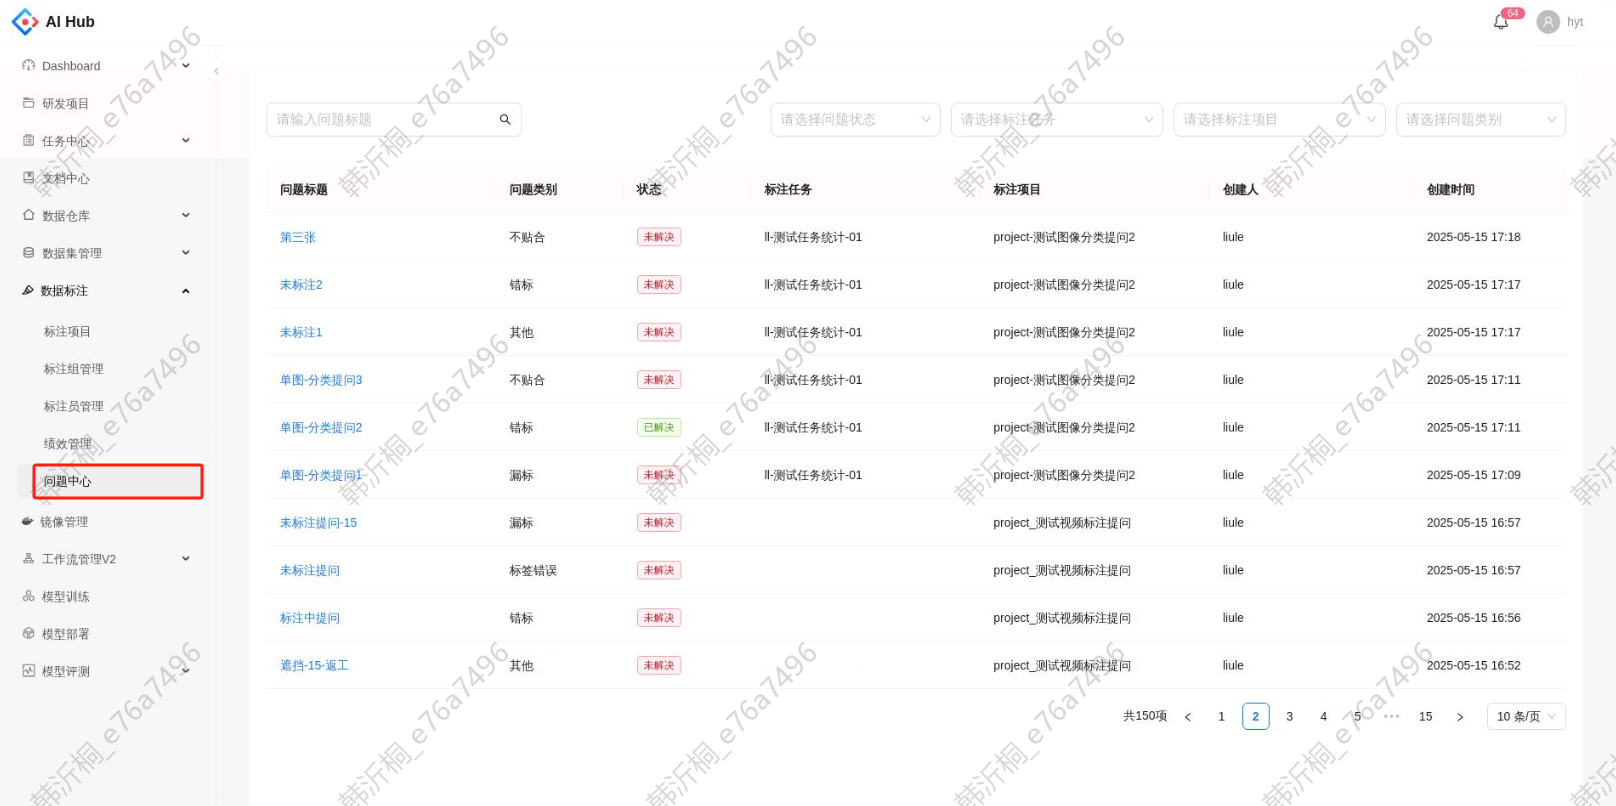 AI Hub
64
hyt
Dashboard
研发项目
任务中心
文档中心
数据仓库
数据集管理
数据标注
标注项目
标注组管理
标注员管理
绩效管理
问题中心
镜像管理
工作流管理V2
模型训练
模型部署
模型评测
请输入问题标题
请选择问题状态
请选择标注任务
请选择标注项目
请选择问题类别
问题标题 问题类别 状态 标注任务 标注项目 创建人 创建时间
第三张 不贴合 未解决 ll-测试任务统计-01 project-测试图像分类提问2 liule 2025-05-15 17:18
未标注2 错标 未解决 ll-测试任务统计-01 project-测试图像分类提问2 liule 2025-05-15 17:17
未标注1 其他 未解决 ll-测试任务统计-01 project-测试图像分类提问2 liule 2025-05-15 17:17
单图-分类提问3 不贴合 未解决 ll-测试任务统计-01 project-测试图像分类提问2 liule 2025-05-15 17:11
单图-分类提问2 错标 已解决 ll-测试任务统计-01 project-测试图像分类提问2 liule 2025-05-15 17:11
单图-分类提问1 漏标 未解决 ll-测试任务统计-01 project-测试图像分类提问2 liule 2025-05-15 17:09
未标注提问-15 漏标 未解决 project_测试视频标注提问 liule 2025-05-15 16:57
未标注提问 标签错误 未解决 project_测试视频标注提问 liule 2025-05-15 16:57
标注中提问 错标 未解决 project_测试视频标注提问 liule 2025-05-15 16:56
遮挡-15-返工 其他 未解决 project_测试视频标注提问 liule 2025-05-15 16:52
共150项 1 2 3 4 5 ••• 15 10 条/页
韩沂桐_e76a7496